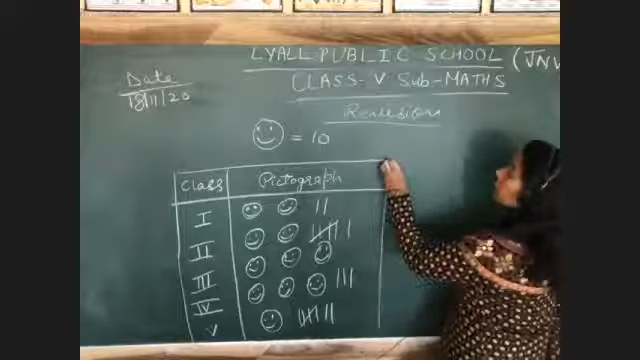 LYALL PUBLIC SCHOOL (JNV
Date
18/11/20
CLASS-V Sub-MATHS
Revision
= 10
Class Pictograph
I
II
III
IV
V